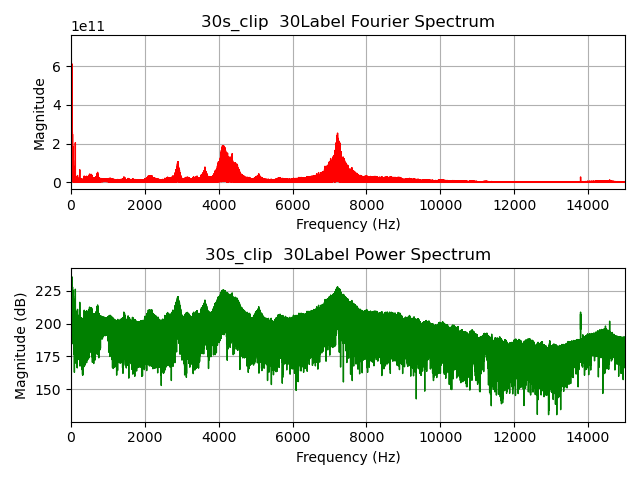 30s_clip 30Label Fourier Spectrum
1e11
6
4
2
0
Magnitude
0 2000 4000 6000 8000 10000 12000 14000
Frequency (Hz)
30s_clip 30Label Power Spectrum
225
200
175
150
Magnitude (dB)
0 2000 4000 6000 8000 10000 12000 14000
Frequency (Hz)